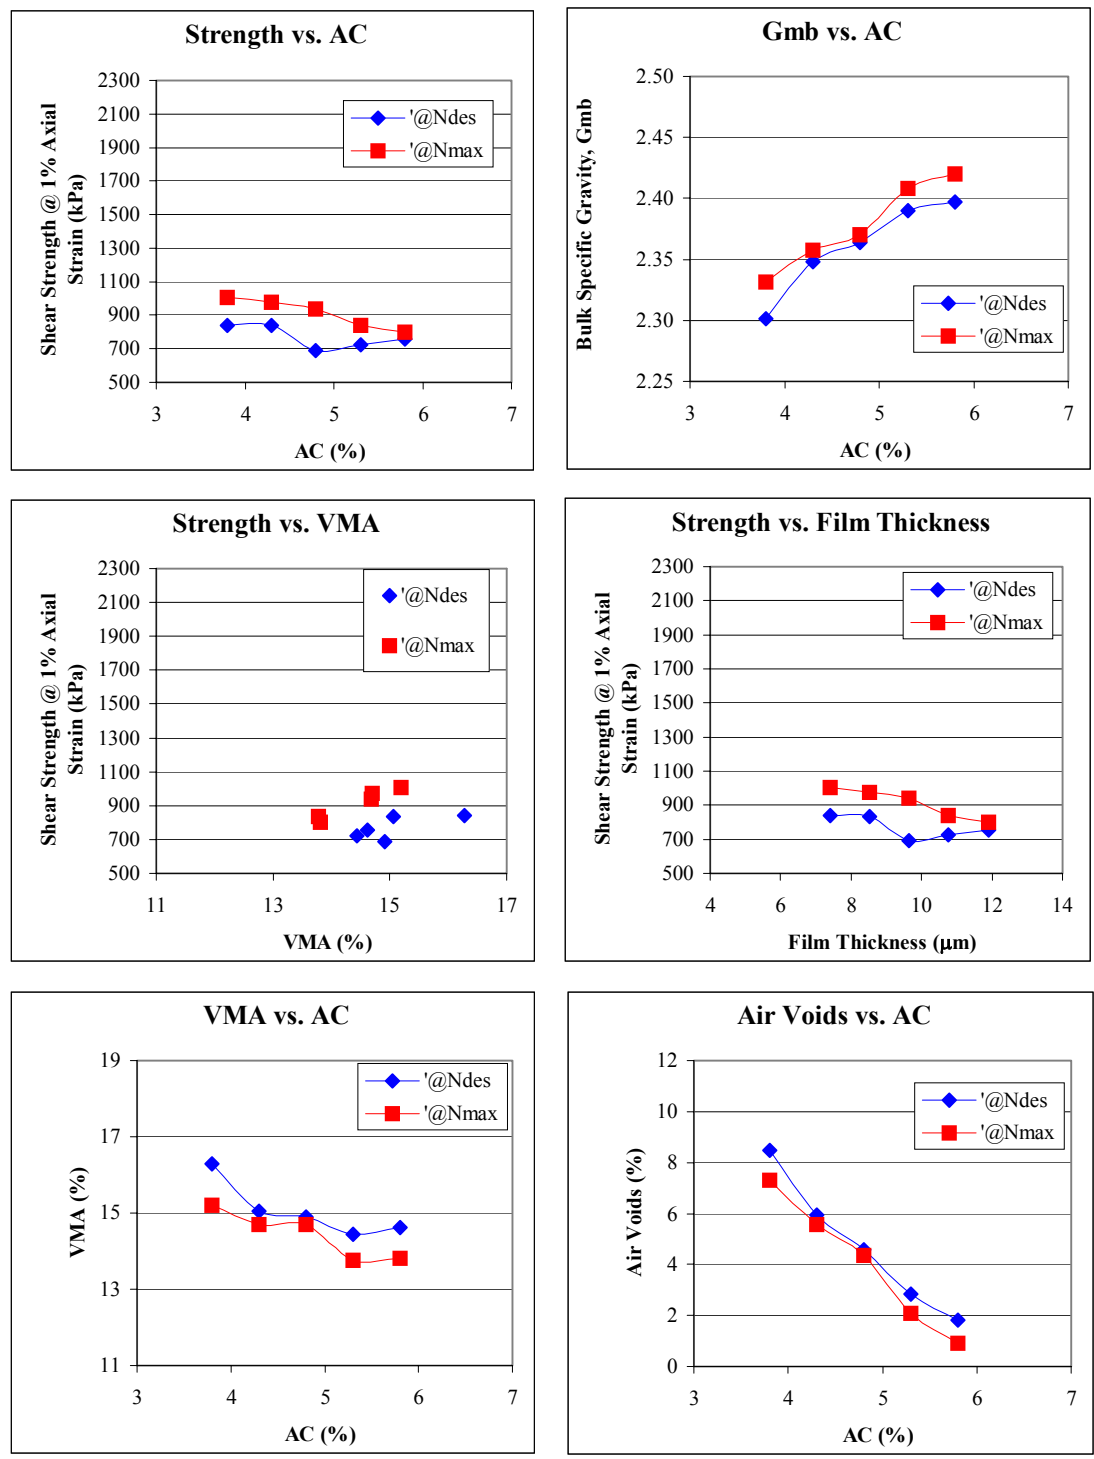 Strength vs. AC
Shear Strength @ 1% Axial
Strain (kPa)
2300
2100
1900
1700
1500
1300
1100
900
700
500
'@Ndes
'@Nmax
3 4 5 6 7
AC (%)
Gmb vs. AC
Bulk Specific Gravity, Gmb
2.50
2.45
2.40
2.35
2.30
2.25
'@Ndes
'@Nmax
3 4 5 6 7
AC (%)
Strength vs. VMA
Shear Strength @ 1% Axial
Strain (kPa)
2300
2100
1900
1700
1500
1300
1100
900
700
500
'@Ndes
'@Nmax
11 13 15 17
VMA (%)
Strength vs. Film Thickness
Shear Strength @ 1% Axial
Strain (kPa)
2300
2100
1900
1700
1500
1300
1100
900
700
500
'@Ndes
'@Nmax
4 6 8 10 12 14
Film Thickness (μm)
VMA vs. AC
VMA (%)
19
17
15
13
11
'@Ndes
'@Nmax
3 4 5 6 7
AC (%)
Air Voids vs. AC
Air Voids (%)
12
10
8
6
4
2
0
'@Ndes
'@Nmax
3 4 5 6 7
AC (%)